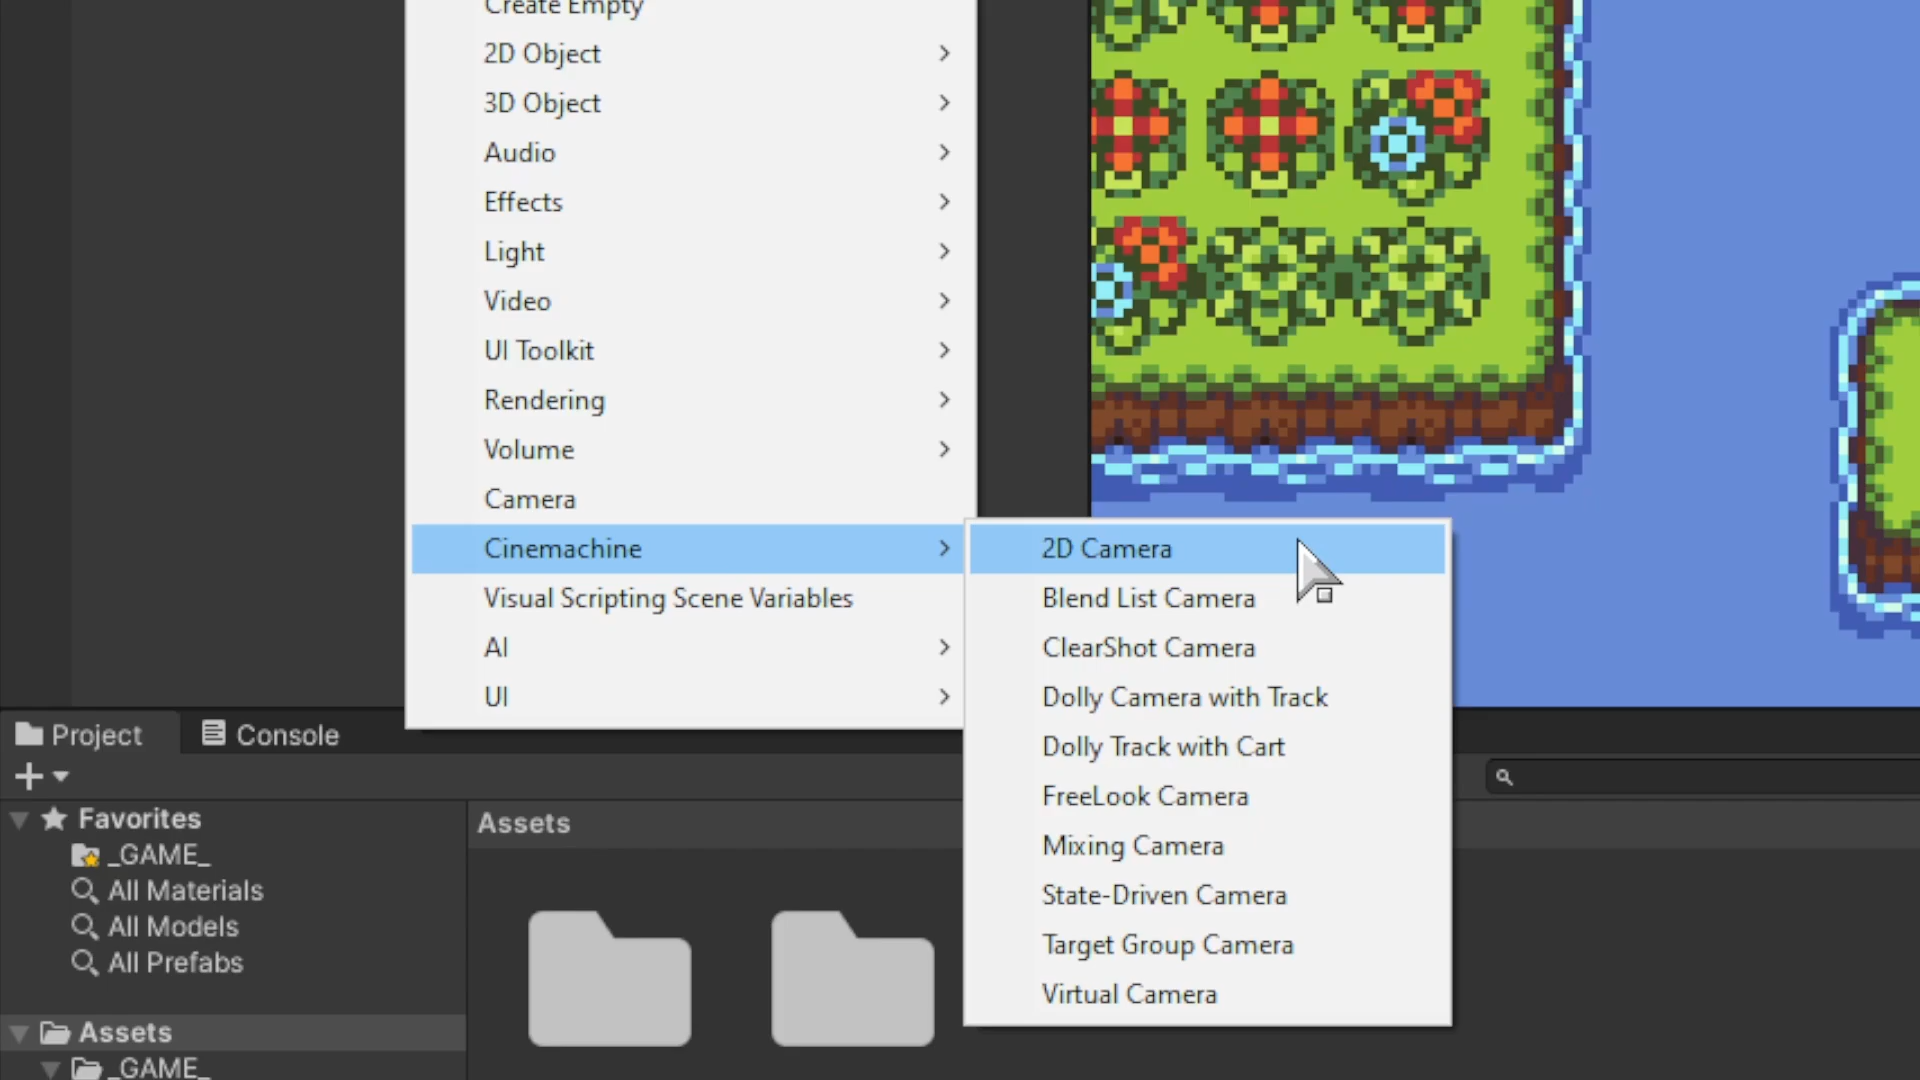 Create Empty
2D Object
3D Object
Audio
Effects
Light
Video
UI Toolkit
Rendering
Volume
Camera
Cinemachine
Visual Scripting Scene Variables
AI
UI
2D Camera
Blend List Camera
ClearShot Camera
Dolly Camera with Track
Dolly Track with Cart
FreeLook Camera
Mixing Camera
State-Driven Camera
Target Group Camera
Virtual Camera
Project
Console
Favorites
_GAME_
All Materials
All Models
All Prefabs
Assets
_GAME_
Assets